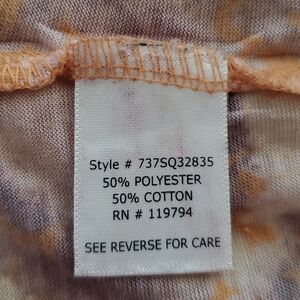 Style # 737SQ32835
50% POLYESTER
50% COTTON
RN # 119794
SEE REVERSE FOR CARE